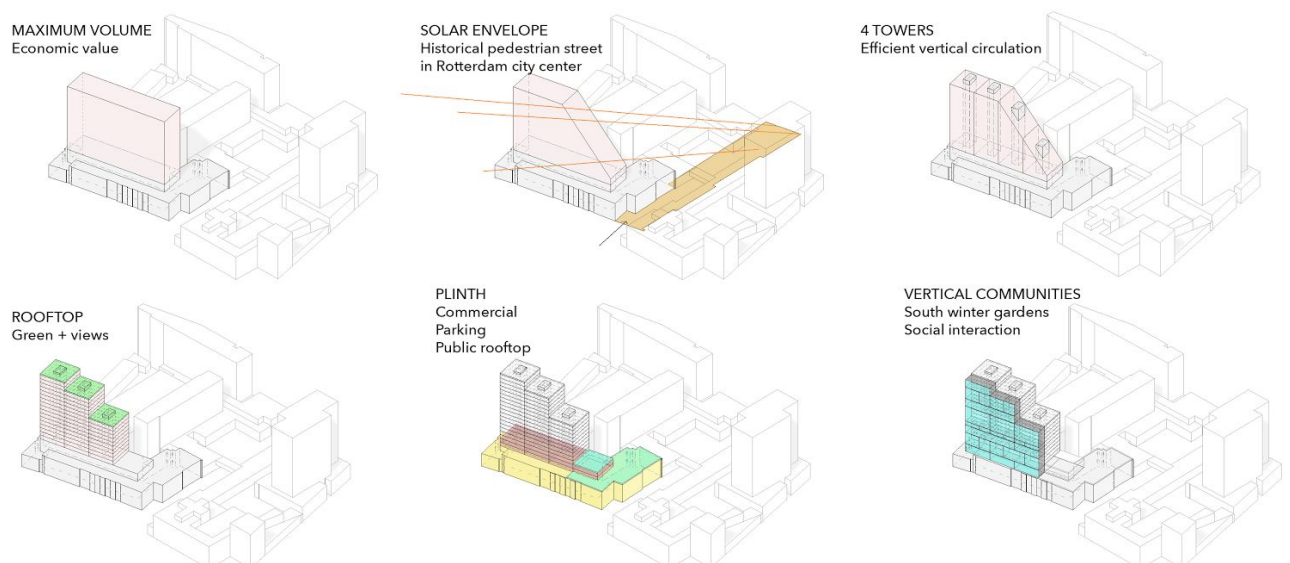 MAXIMUM VOLUME
Economic value
SOLAR ENVELOPE
Historical pedestrian street
in Rotterdam city center
4 TOWERS
Efficient vertical circulation
ROOFTOP
Green + views
PLINTH
Commercial
Parking
Public rooftop
VERTICAL COMMUNITIES
South winter gardens
Social interaction